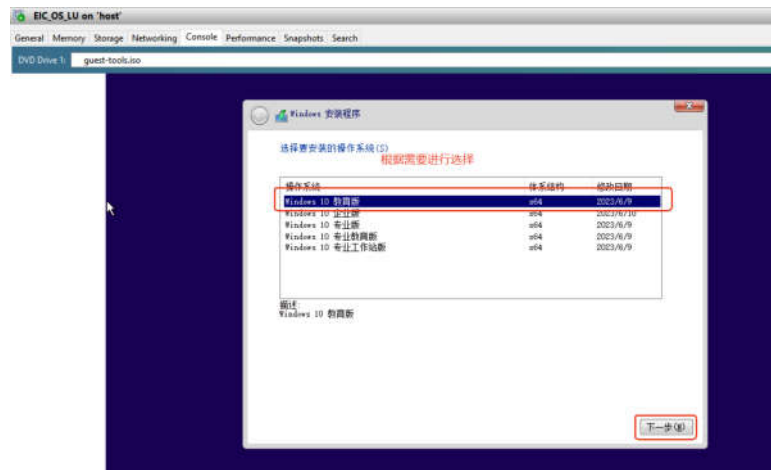 EIC_OS_LU on 'host'
General Memory Storage Networking Console Performance Snapshots Search
DVD Drive 1: guest-tools.iso
Windows 安装程序
选择要安装的操作系统(S)
根据需要进行选择
操作系统 体系结构 修改日期
Windows 10 教育版 x64 2023/6/9
Windows 10 企业版 x64 2023/6/10
Windows 10 专业版 x64 2023/6/9
Windows 10 专业教育版 x64 2023/6/9
Windows 10 专业工作站版 x64 2023/6/9
描述:
Windows 10 教育版
下一步(N)